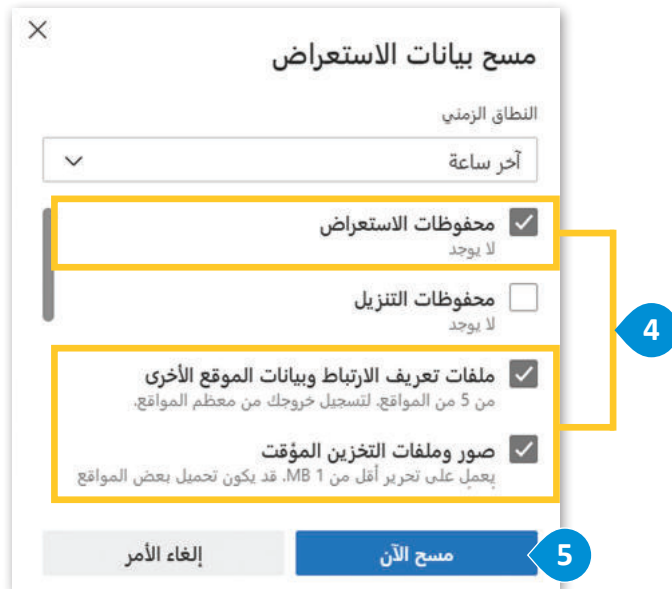 مسح بيانات الاستعراض
النطاق الزمني
آخر ساعة
محفوظات الاستعراض
لا يوجد
محفوظات التنزيل
لا يوجد
4
ملفات تعريف الارتباط وبيانات الموقع الأخرى
من 5 من المواقع. لتسجيل خروجك من معظم المواقع.
صور وملفات التخزين المؤقت
يعمل على تحرير أقل من 1 MB. قد يكون تحميل بعض المواقع
مسح الآن
إلغاء الأمر
5